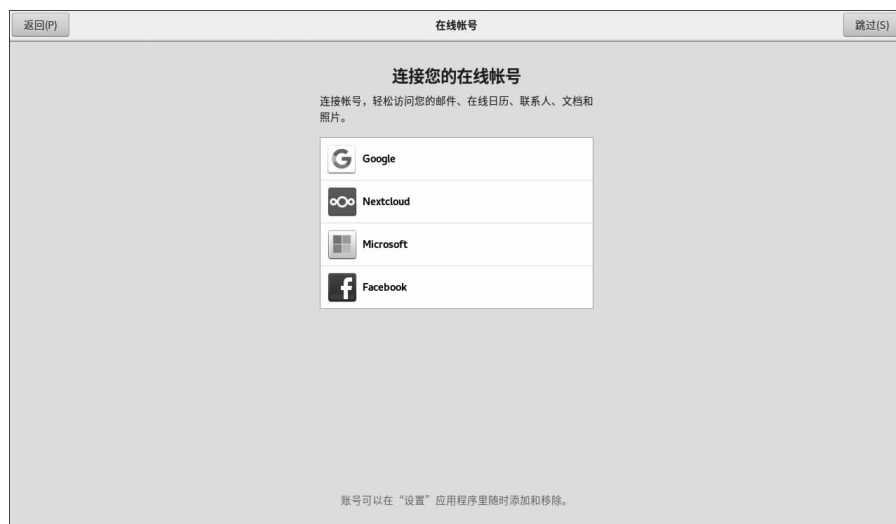 返回(P)
在线帐号
跳过(S)
连接您的在线帐号
连接帐号，轻松访问您的邮件、在线日历、联系人、文档和
照片。
Google
Nextcloud
Microsoft
Facebook
账号可以在“设置”应用程序里随时添加和移除。